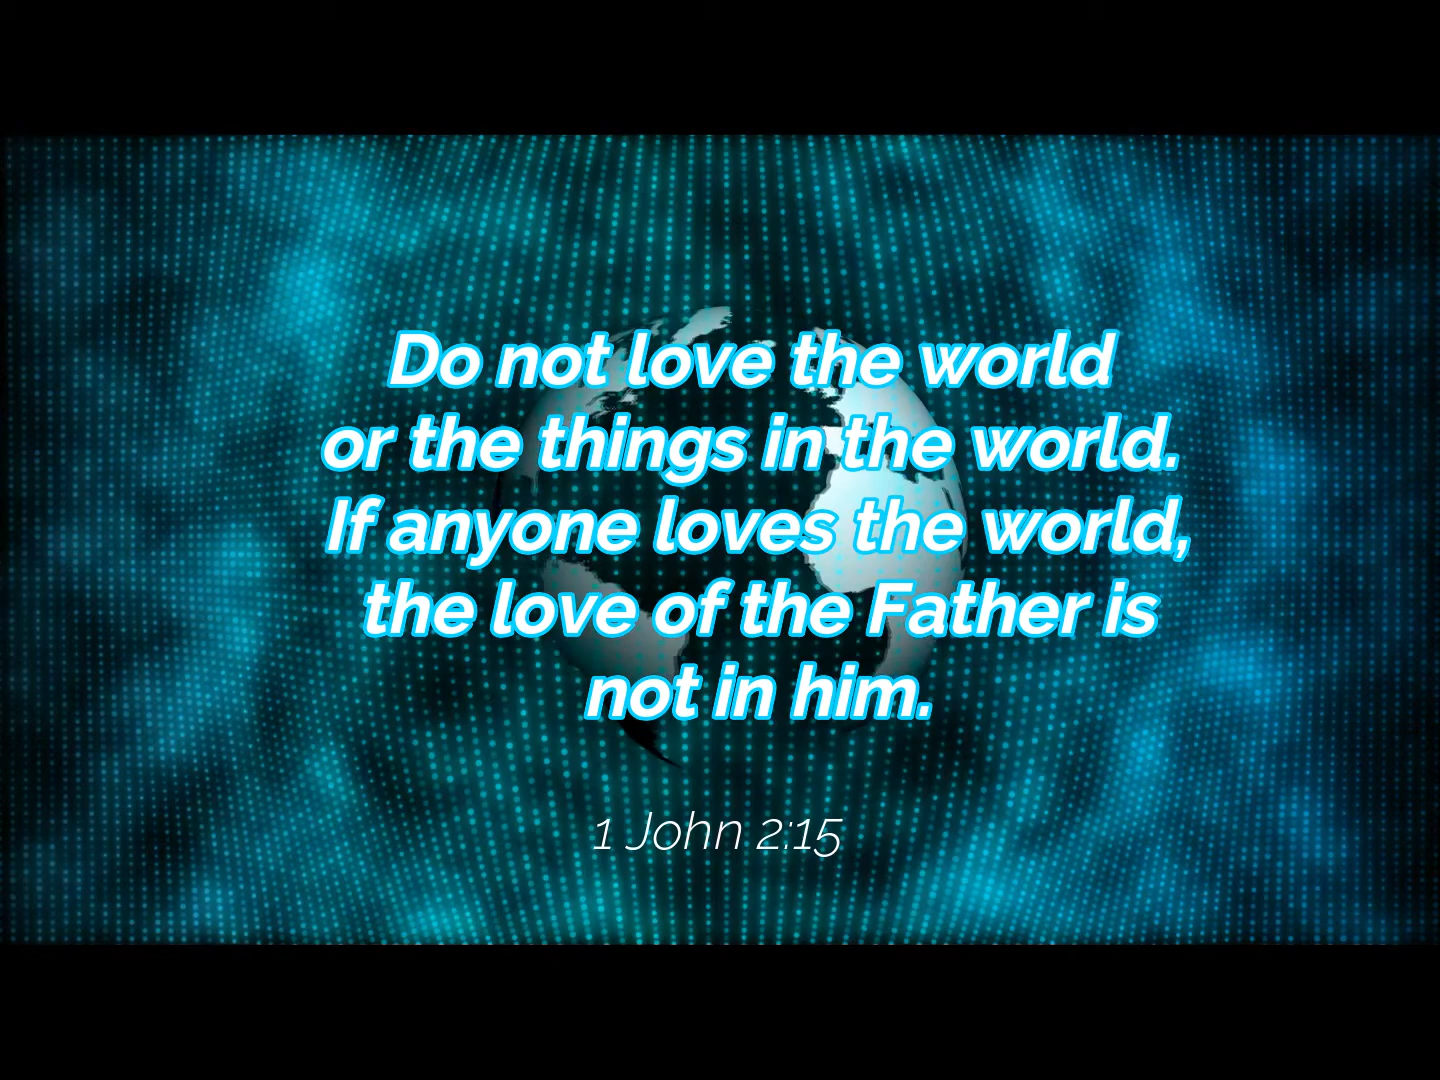 Do not love the world
or the things in the world.
If anyone loves the world,
the love of the Father is
not in him.
1 John 2:15